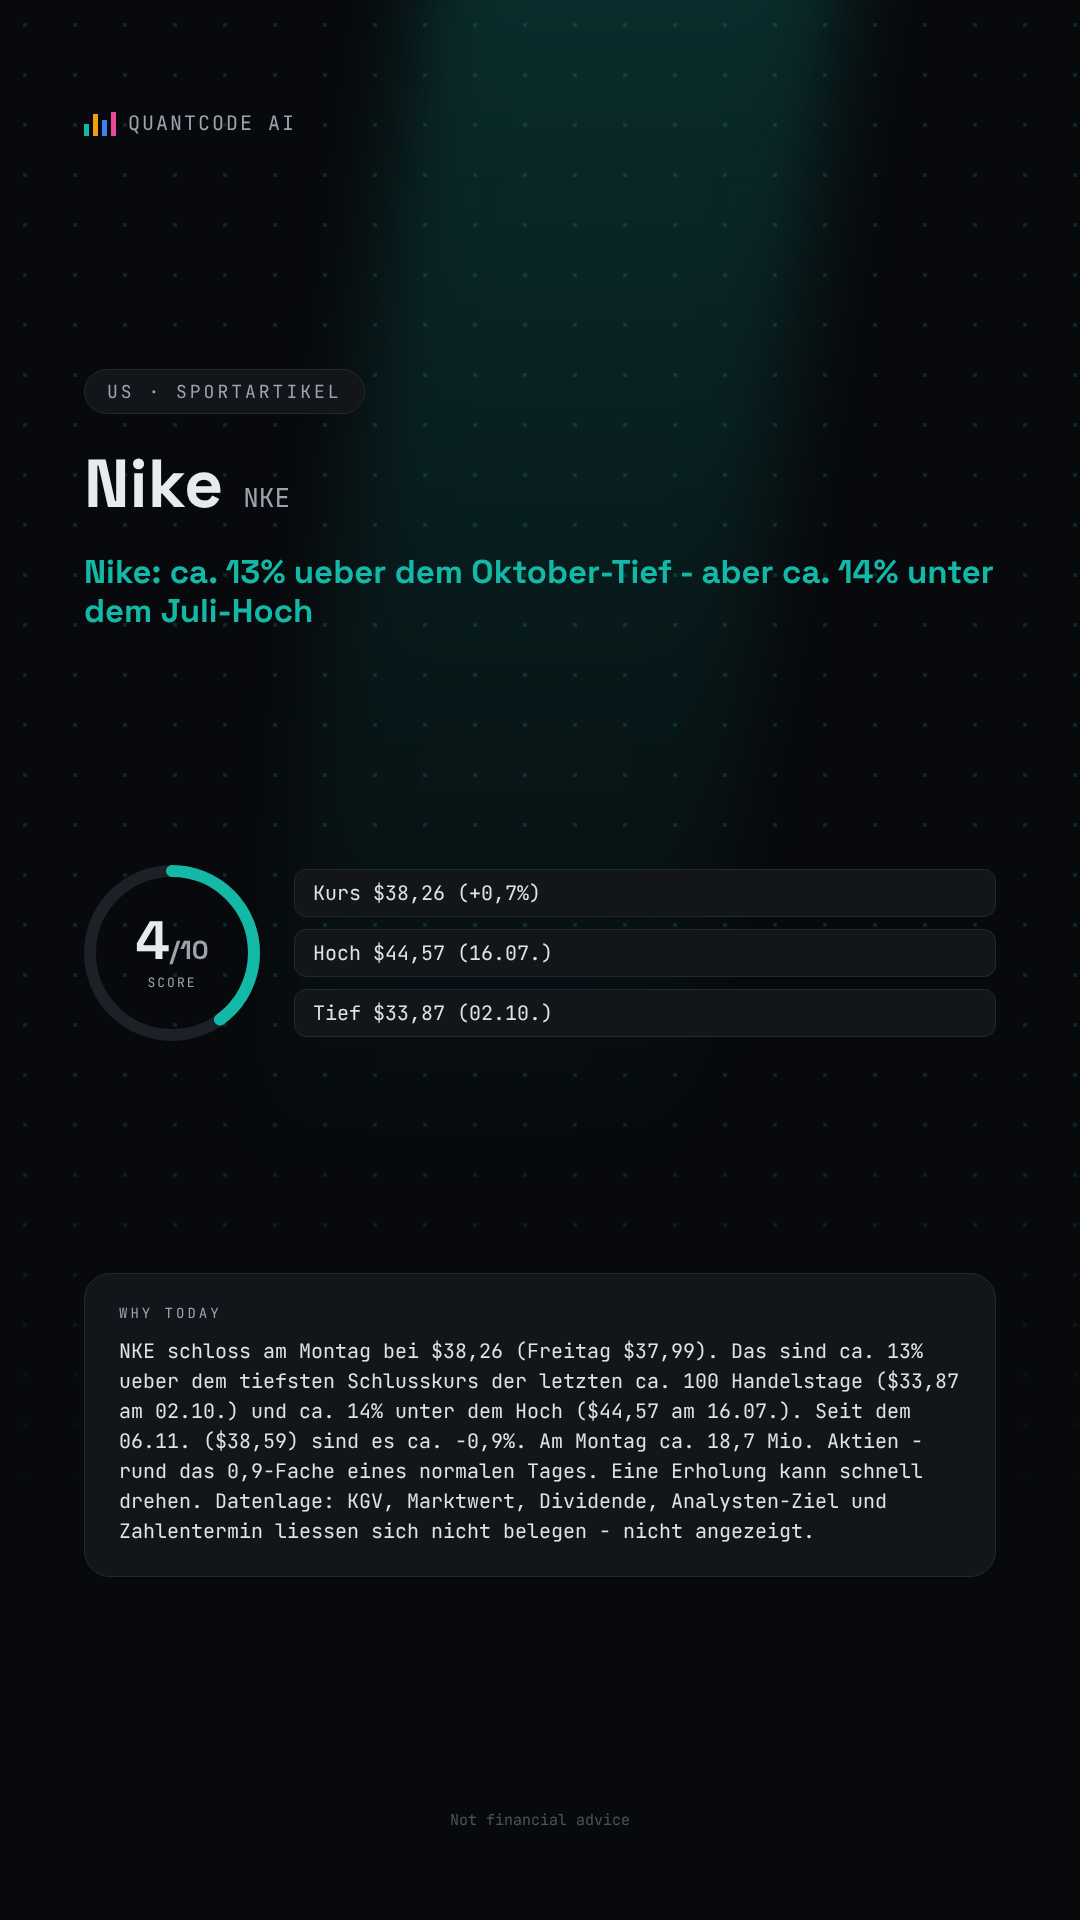 QUANTCODE AI
US · SPORTARTIKEL
Nike NKE
Nike: ca. 13% ueber dem Oktober-Tief - aber ca. 14% unter
dem Juli-Hoch
4/10
SCORE
Kurs $38,26 (+0,7%)
Hoch $44,57 (16.07.)
Tief $33,87 (02.10.)
WHY TODAY
NKE schloss am Montag bei $38,26 (Freitag $37,99). Das sind ca. 13%
ueber dem tiefsten Schlusskurs der letzten ca. 100 Handelstage ($33,87
am 02.10.) und ca. 14% unter dem Hoch ($44,57 am 16.07.). Seit dem
06.11. ($38,59) sind es ca. -0,9%. Am Montag ca. 18,7 Mio. Aktien -
rund das 0,9-Fache eines normalen Tages. Eine Erholung kann schnell
drehen. Datenlage: KGV, Marktwert, Dividende, Analysten-Ziel und
Zahlentermin liessen sich nicht belegen - nicht angezeigt.
Not financial advice